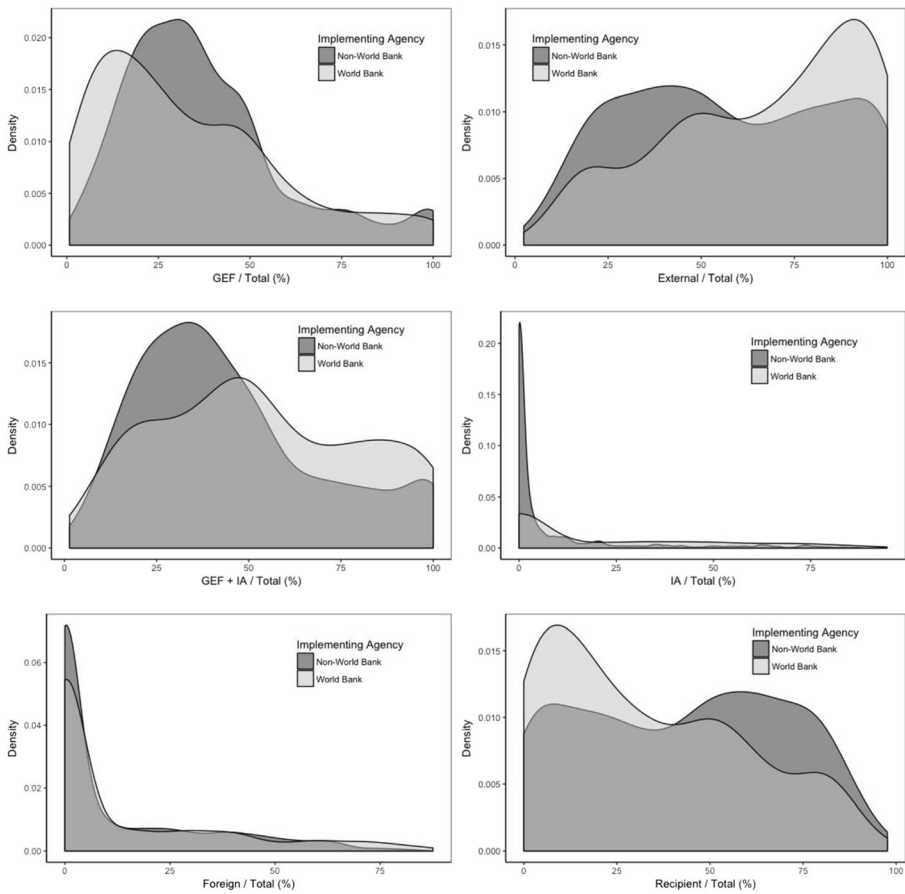 Implementing Agency
Non-World Bank
World Bank
0.020
0.015
0.010
0.005
0.000
Density
0 25 50 75 100
GEF / Total (%)
Implementing Agency
Non-World Bank
World Bank
0.015
0.010
0.005
0.000
Density
0 25 50 75 100
External / Total (%)
Implementing Agency
Non-World Bank
World Bank
0.015
0.010
0.005
0.000
Density
0 25 50 75 100
GEF + IA / Total (%)
Implementing Agency
Non-World Bank
World Bank
0.20
0.15
0.10
0.05
0.00
Density
0 25 50 75
IA / Total (%)
Implementing Agency
Non-World Bank
World Bank
0.06
0.04
0.02
0.00
Density
0 25 50 75
Foreign / Total (%)
Implementing Agency
Non-World Bank
World Bank
0.015
0.010
0.005
0.000
Density
0 25 50 75 100
Recipient / Total (%)